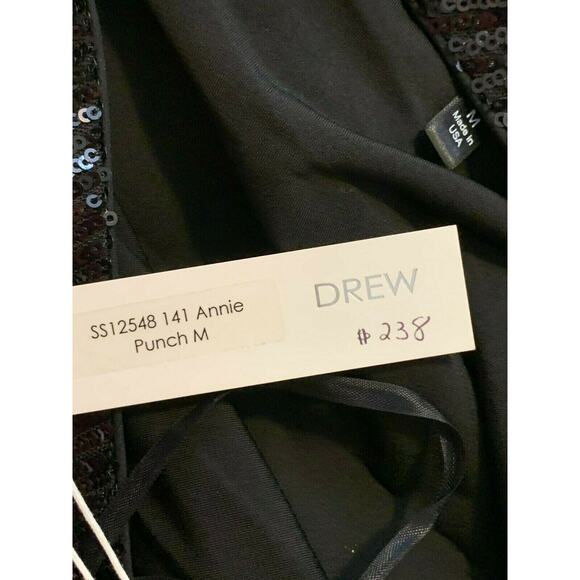 M
Made in
USA
DREW
SS12548 141 Annie
Punch M
$238